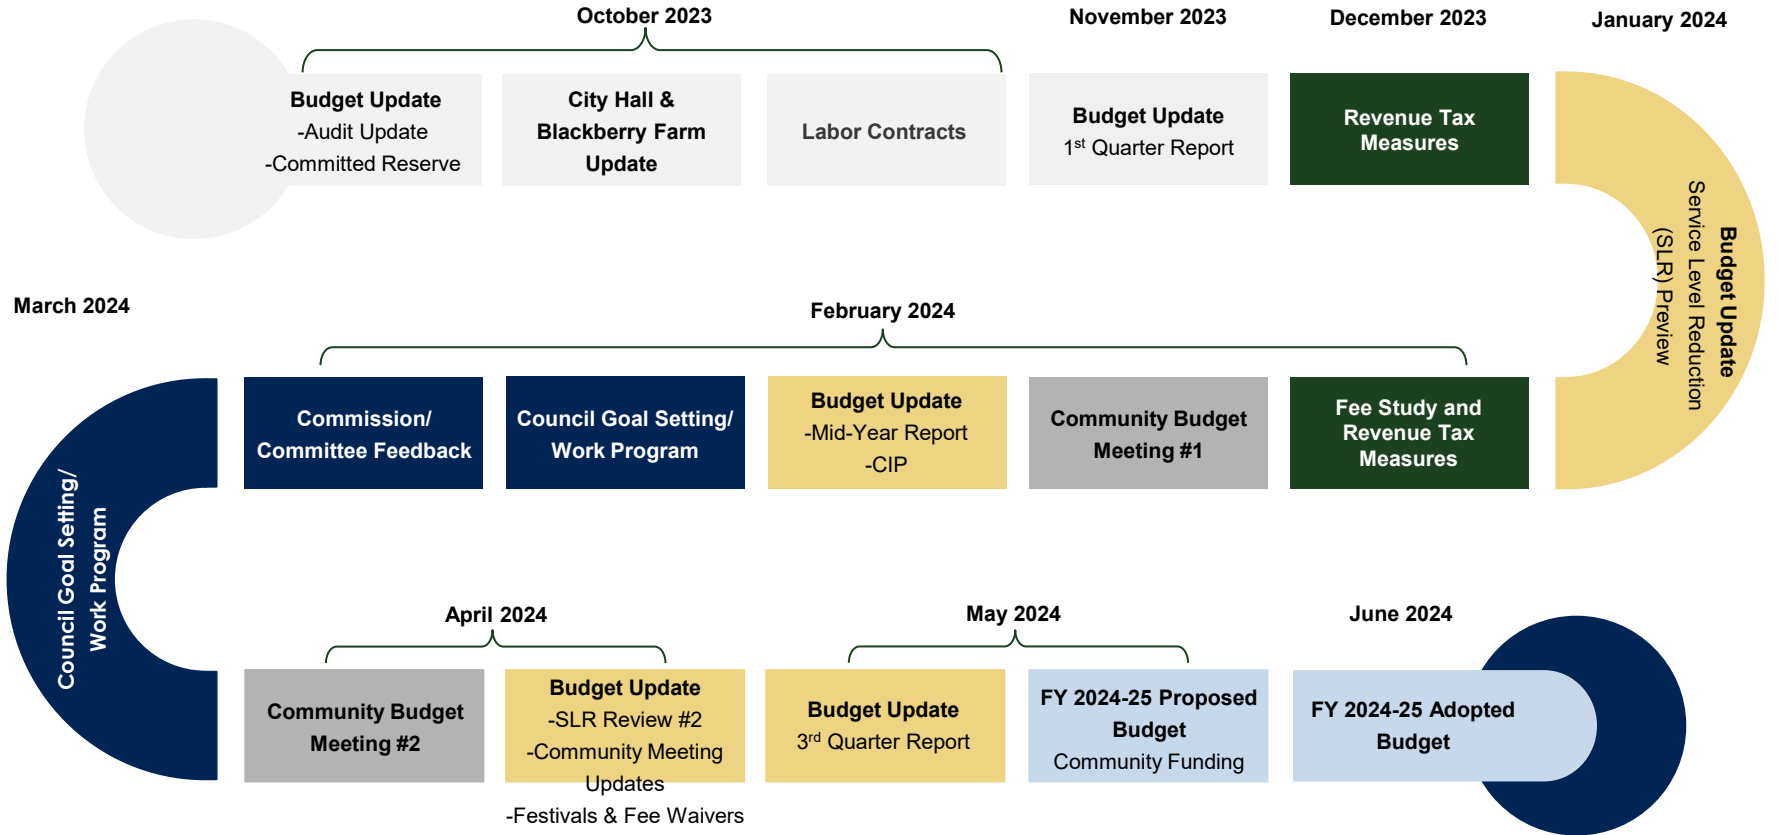 October 2023
November 2023
December 2023
January 2024
Budget Update
-Audit Update
-Committed Reserve
City Hall &
Blackberry Farm
Update
Labor Contracts
Budget Update
1st Quarter Report
Revenue Tax
Measures
Budget Update
Service Level Reduction
(SLR) Preview
February 2024
Commission/
Committee Feedback
Council Goal Setting/
Work Program
Budget Update
-Mid-Year Report
-CIP
Community Budget
Meeting #1
Fee Study and
Revenue Tax
Measures
March 2024
Council Goal Setting/
Work Program
April 2024
Community Budget
Meeting #2
Budget Update
-SLR Review #2
-Community Meeting
Updates
-Festivals & Fee Waivers
May 2024
Budget Update
3rd Quarter Report
FY 2024-25 Proposed
Budget
Community Funding
June 2024
FY 2024-25 Adopted
Budget